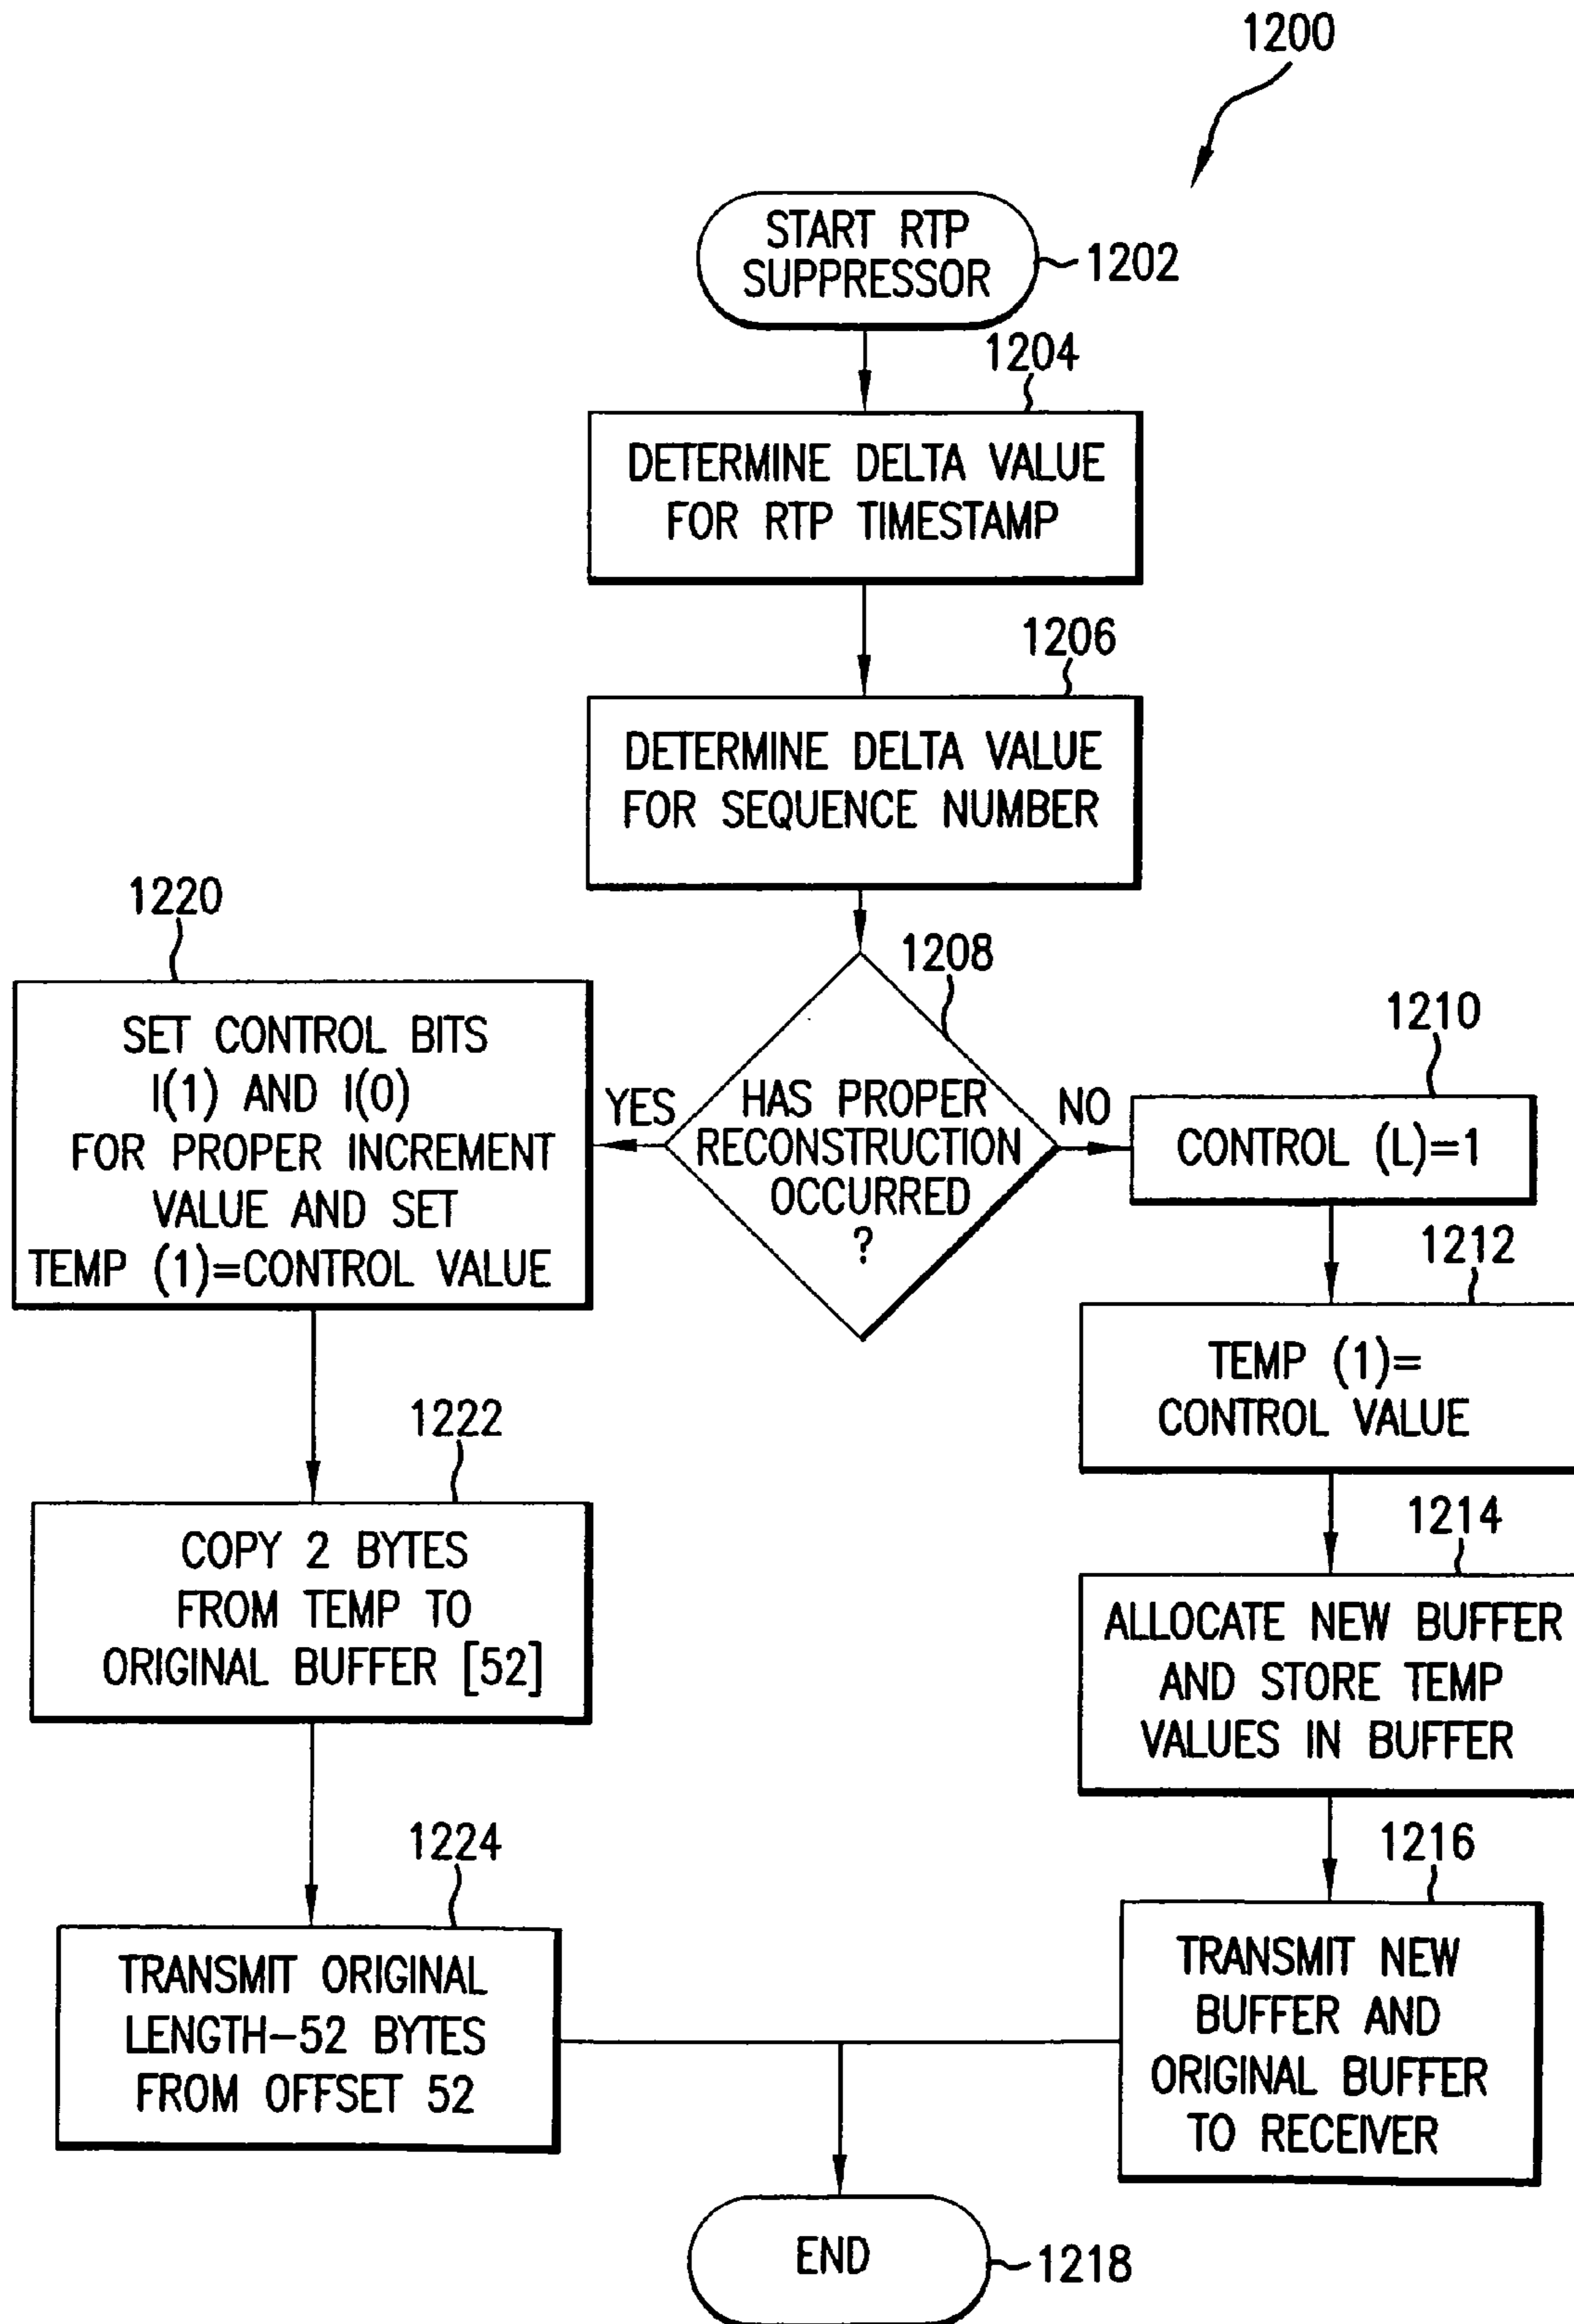 1200
START RTP
SUPPRESSOR
1202
1204
DETERMINE DELTA VALUE
FOR RTP TIMESTAMP
1206
DETERMINE DELTA VALUE
FOR SEQUENCE NUMBER
1208
HAS PROPER
RECONSTRUCTION
OCCURRED
?
YES
NO
1220
SET CONTROL BITS
I(1) AND I(0)
FOR PROPER INCREMENT
VALUE AND SET
TEMP (1)=CONTROL VALUE
1210
CONTROL (L)=1
1212
TEMP (1)=
CONTROL VALUE
1222
COPY 2 BYTES
FROM TEMP TO
ORIGINAL BUFFER [52]
1214
ALLOCATE NEW BUFFER
AND STORE TEMP
VALUES IN BUFFER
1224
TRANSMIT ORIGINAL
LENGTH-52 BYTES
FROM OFFSET 52
1216
TRANSMIT NEW
BUFFER AND
ORIGINAL BUFFER
TO RECEIVER
END
1218